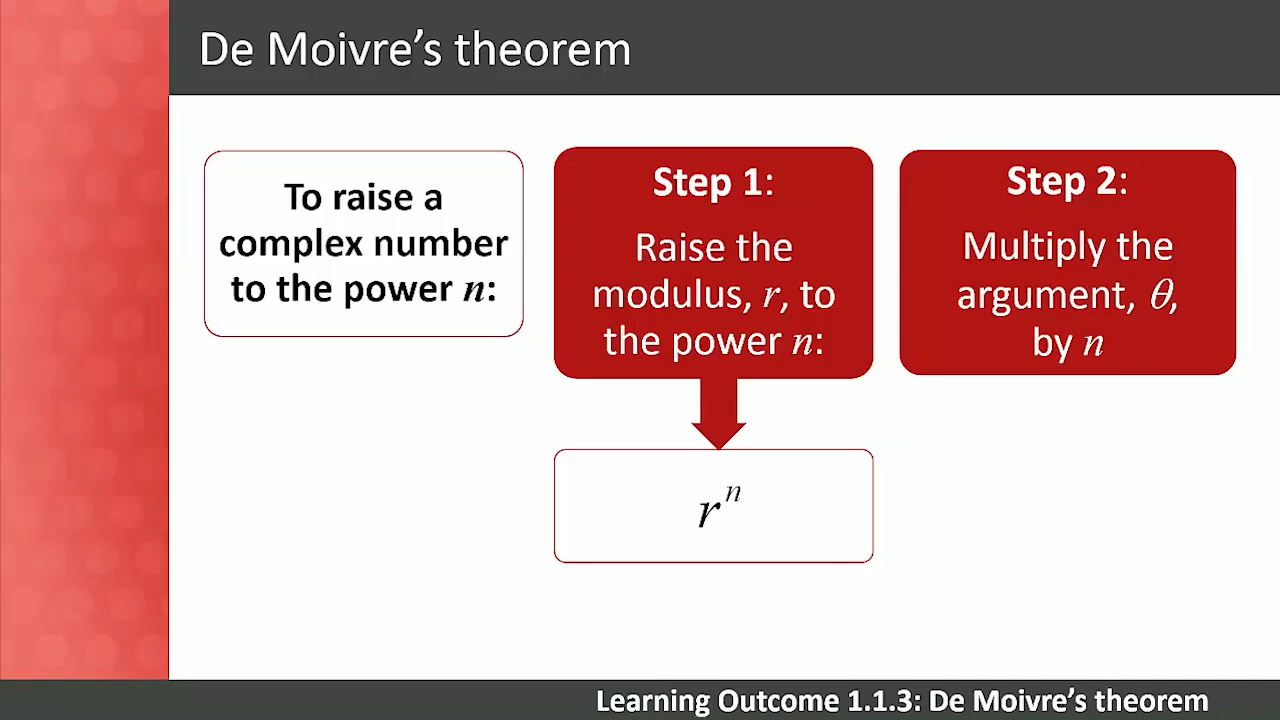 De Moivre’s theorem
To raise a
complex number
to the power n:
Step 1:
Raise the
modulus, r, to
the power n:
rⁿ
Step 2:
Multiply the
argument, θ,
by n
Learning Outcome 1.1.3: De Moivre’s theorem